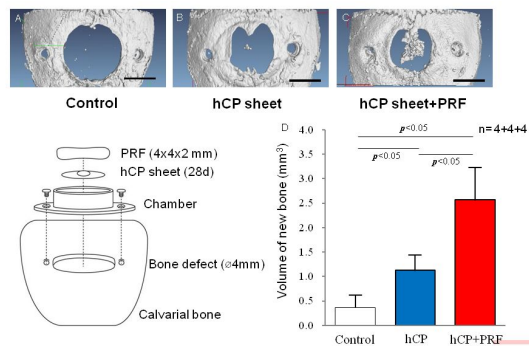 A
B
C
Control
hCP sheet
hCP sheet+PRF
PRF (4x4x2 mm)
hCP sheet (28d)
Chamber
Bone defect (⌀4mm)
Calvarial bone
D
n= 4+4+4
p<0.05
p<0.05
p<0.05
Volume of new bone (mm³)
4.0
3.5
3.0
2.5
2.0
1.5
1.0
0.5
0.0
Control
hCP
hCP+PRF